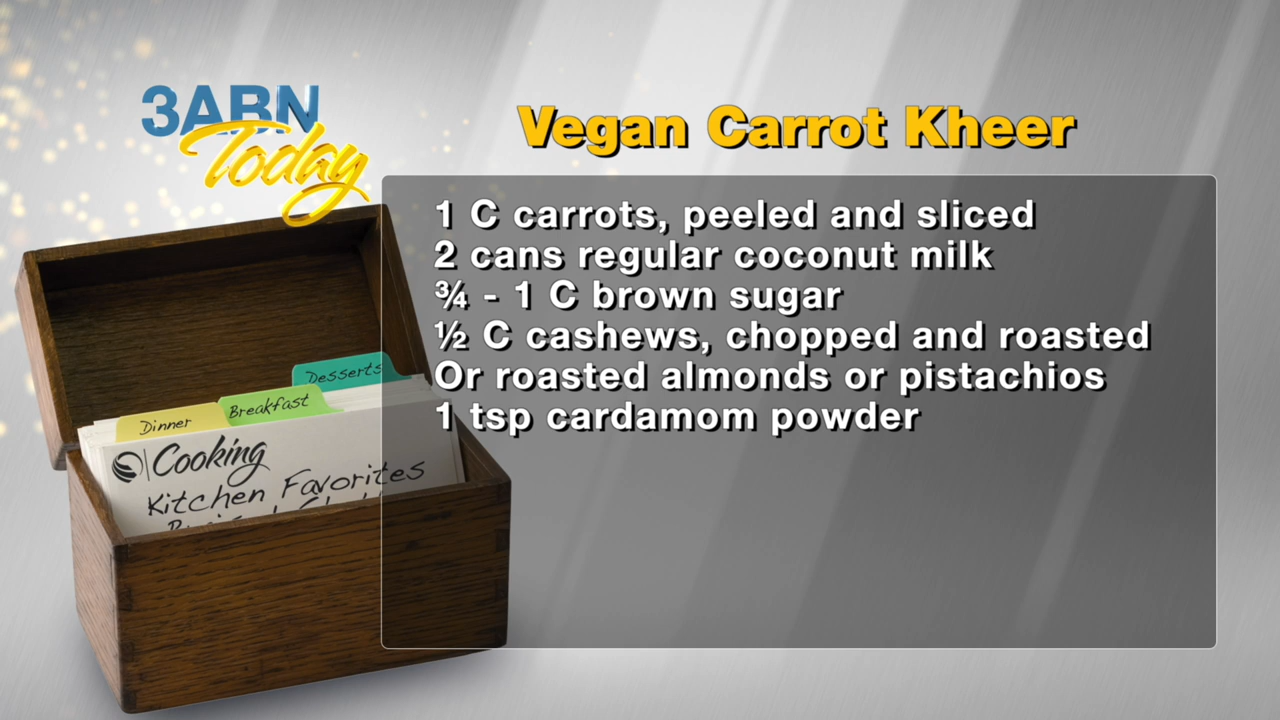 3ABN
Today
Vegan Carrot Kheer
1 C carrots, peeled and sliced
2 cans regular coconut milk
¾ - 1 C brown sugar
½ C cashews, chopped and roasted
Or roasted almonds or pistachios
1 tsp cardamom powder
Desserts
Breakfast
Dinner
Cooking
Kitchen Favorites